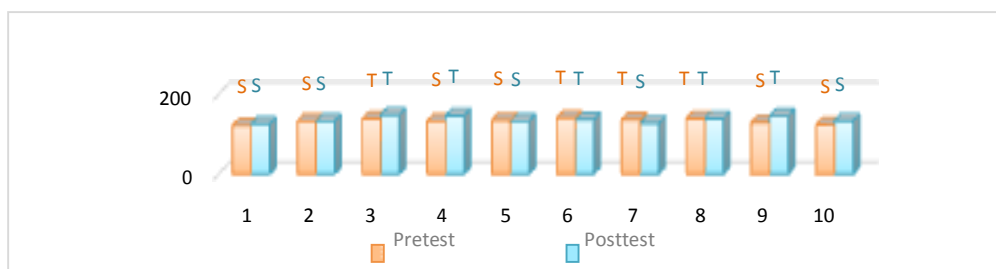 S S S S T T S T S S T T T S T T S T S S
200
0
1 2 3 4 5 6 7 8 9 10
Pretest Posttest